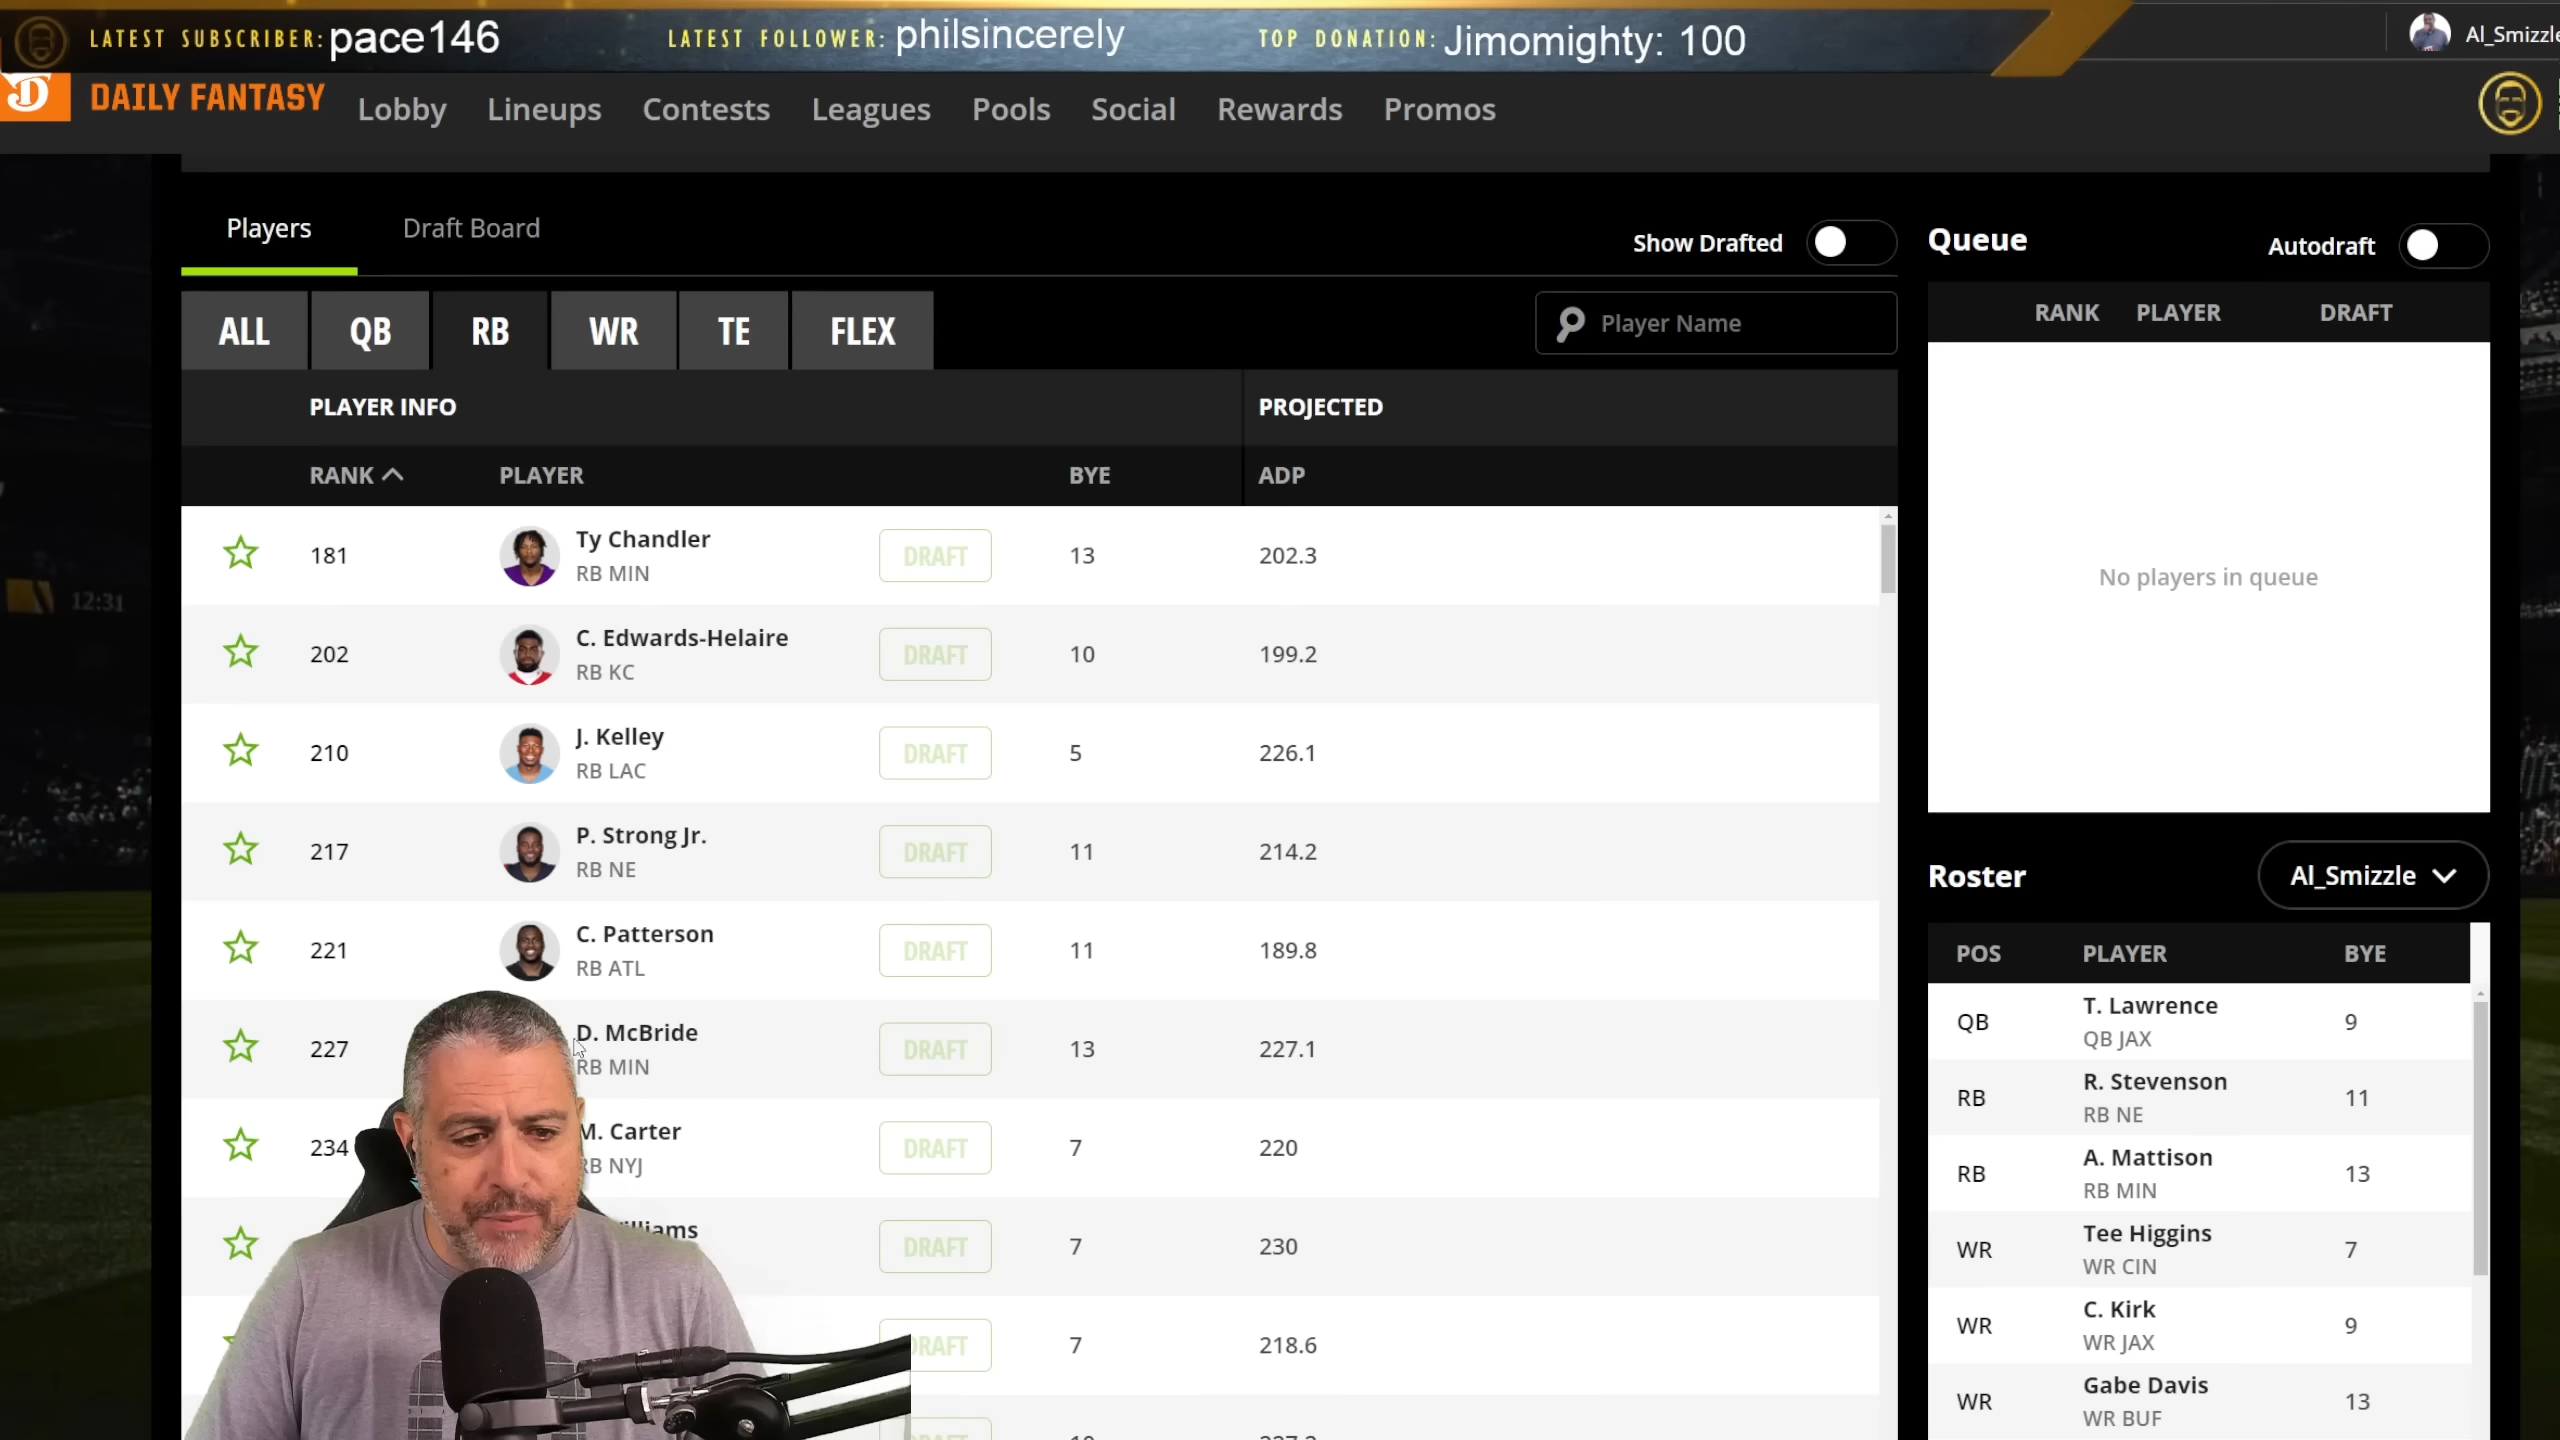 LATEST SUBSCRIBER: pace146
LATEST FOLLOWER: philsincerely
TOP DONATION: Jimomighty: 100
DAILY FANTASY
Lobby
Lineups
Contests
Leagues
Pools
Social
Rewards
Promos
Players
Draft Board
Show Drafted
ALL
QB
RB
WR
TE
FLEX
Player Name
PLAYER INFO
PROJECTED
RANK
PLAYER
BYE
ADP
181
Ty Chandler
RB MIN
DRAFT
13
202.3
202
C. Edwards-Helaire
RB KC
DRAFT
10
199.2
210
J. Kelley
RB LAC
DRAFT
5
226.1
217
P. Strong Jr.
RB NE
DRAFT
11
214.2
221
C. Patterson
RB ATL
DRAFT
11
189.8
227
D. McBride
RB MIN
DRAFT
13
227.1
234
M. Carter
RB NYJ
DRAFT
7
220
DRAFT
7
230
DRAFT
7
218.6
Queue
Autodraft
RANK
PLAYER
DRAFT
No players in queue
Roster
Al_Smizzle
POS
PLAYER
BYE
QB
T. Lawrence
QB JAX
9
RB
R. Stevenson
RB NE
11
RB
A. Mattison
RB MIN
13
WR
Tee Higgins
WR CIN
7
WR
C. Kirk
WR JAX
9
WR
Gabe Davis
WR BUF
13
12:31